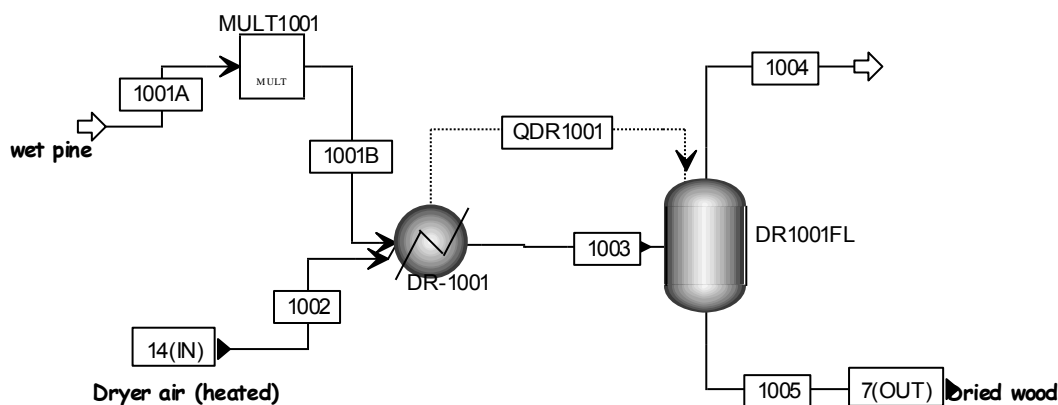 MULT1001
MULT
1001A
wet pine
1001B
QDR1001
1004
DR1001FL
1003
DR-1001
1002
14(IN)
Dryer air (heated)
1005
7(OUT)
Dried wood